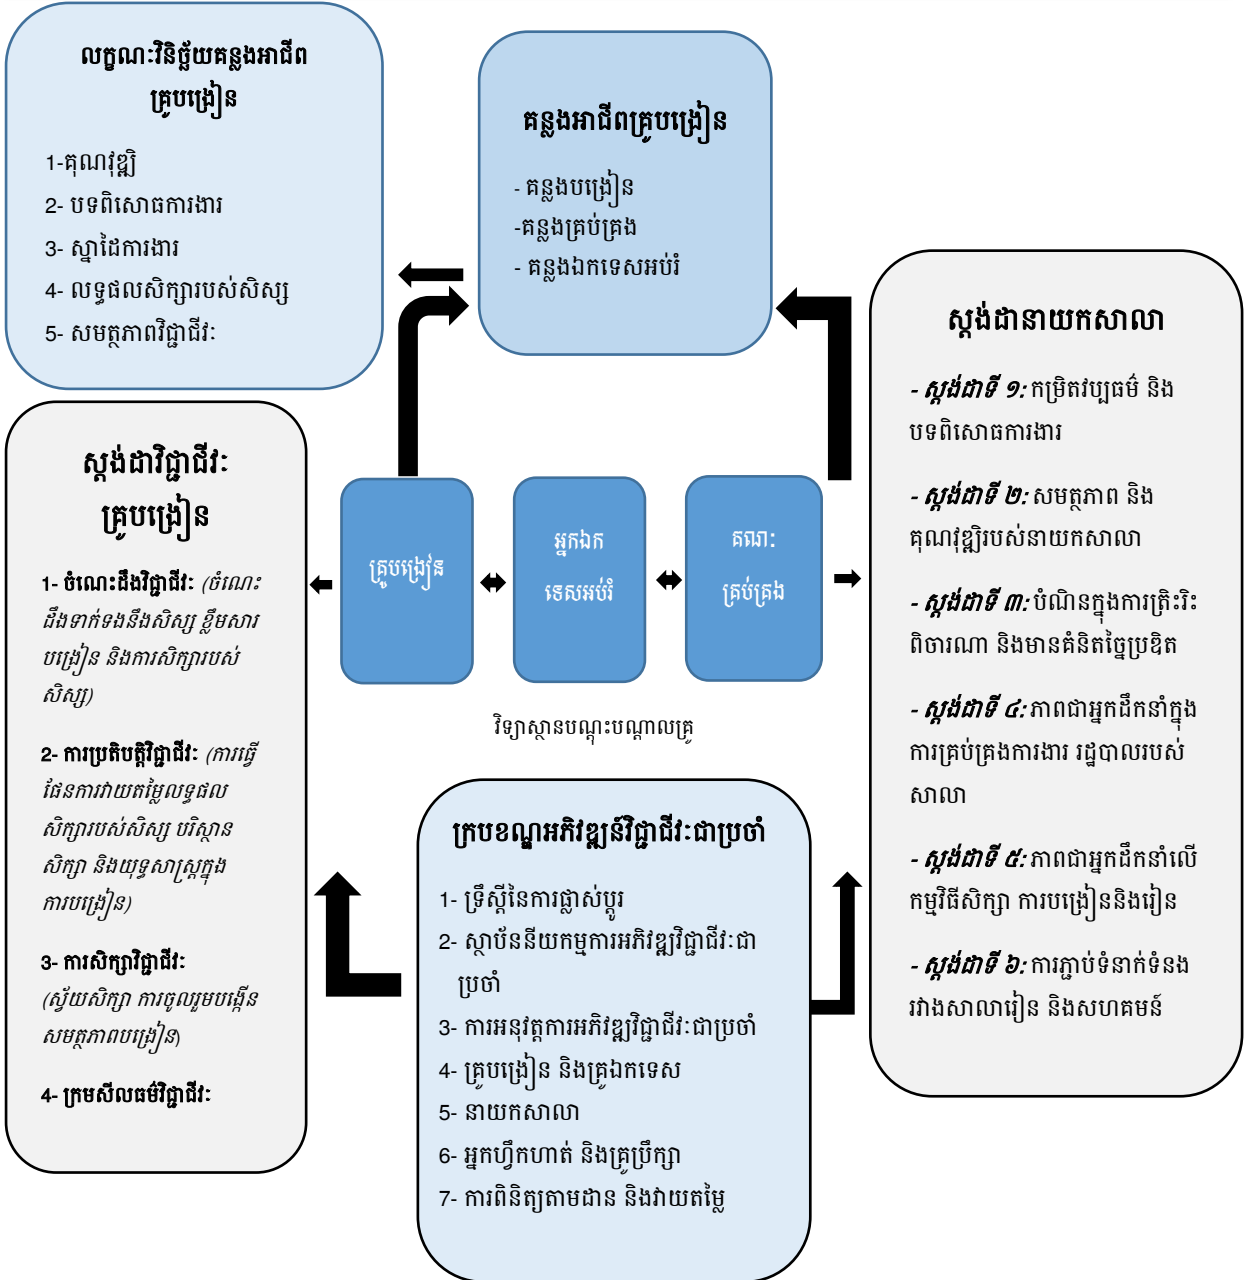 លក្ខណៈវិនិច្ឆ័យគន្លងអាជីព
គ្រូបង្រៀន
1-គុណវុឌ្ឍិ
2- បទពិសោធការងារ
3- ស្នាដៃការងារ
4- លទ្ធផលសិក្សារបស់សិស្ស
5- សមត្ថភាពវិជ្ជាជីវៈ
គន្លងអាជីពគ្រូបង្រៀន
- គន្លងបង្រៀន
-គន្លងគ្រប់គ្រង
- គន្លងឯកទេសអប់រំ
ស្តង់ដានាយកសាលា
- ស្តង់ដាទី ១: កម្រិតវប្បធម៌ និង
បទពិសោធការងារ
- ស្តង់ដាទី ២: សមត្ថភាព និង
គុណវុឌ្ឍិរបស់នាយកសាលា
- ស្តង់ដាទី ៣: បំណិនក្នុងការត្រិះរិះ
ពិចារណា និងមានគំនិតច្នៃប្រឌិត
- ស្តង់ដាទី ៤: ភាពជាអ្នកដឹកនាំក្នុង
ការគ្រប់គ្រងការងារ រដ្ឋបាលរបស់
សាលា
- ស្តង់ដាទី ៥: ភាពជាអ្នកដឹកនាំលើ
កម្មវិធីសិក្សា ការបង្រៀននិងរៀន
- ស្តង់ដាទី ៦: ការភ្ជាប់ទំនាក់ទំនង
រវាងសាលារៀន និងសហគមន៍
ស្តង់ដាវិជ្ជាជីវៈ
គ្រូបង្រៀន
1- ចំណេះដឹងវិជ្ជាជីវៈ (ចំណេះ
ដឹងទាក់ទងនឹងសិស្ស ខ្លឹមសារ
បង្រៀន និងការសិក្សារបស់
សិស្ស)
2- ការប្រតិបត្តិវិជ្ជាជីវៈ (ការធ្វើ
ផែនការវាយតម្លៃលទ្ធផល
សិក្សារបស់សិស្ស បរិស្ថាន
សិក្សា និងយុទ្ធសាស្ត្រក្នុង
ការបង្រៀន)
3- ការសិក្សាវិជ្ជាជីវៈ
(ស្វ័យសិក្សា ការចូលរួមបង្កើន
សមត្ថភាពបង្រៀន)
4- ក្រមសីលធម៌វិជ្ជាជីវៈ
គ្រូបង្រៀន
អ្នកឯក
ទេសអប់រំ
គណៈ
គ្រប់គ្រង
វិទ្យាស្ថានបណ្តុះបណ្តាលគ្រូ
ក្របខណ្ឌអភិវឌ្ឍន៍វិជ្ជាជីវៈជាប្រចាំ
1- ទ្រឹស្តីនៃការផ្លាស់ប្តូរ
2- ស្ថាប័ននីយកម្មការអភិវឌ្ឍវិជ្ជាជីវៈជា
ប្រចាំ
3- ការអនុវត្តការអភិវឌ្ឍវិជ្ជាជីវៈជាប្រចាំ
4- គ្រូបង្រៀន និងគ្រូឯកទេស
5- នាយកសាលា
6- អ្នកហ្វឹកហាត់ និងគ្រូប្រឹក្សា
7- ការពិនិត្យតាមដាន និងវាយតម្លៃ